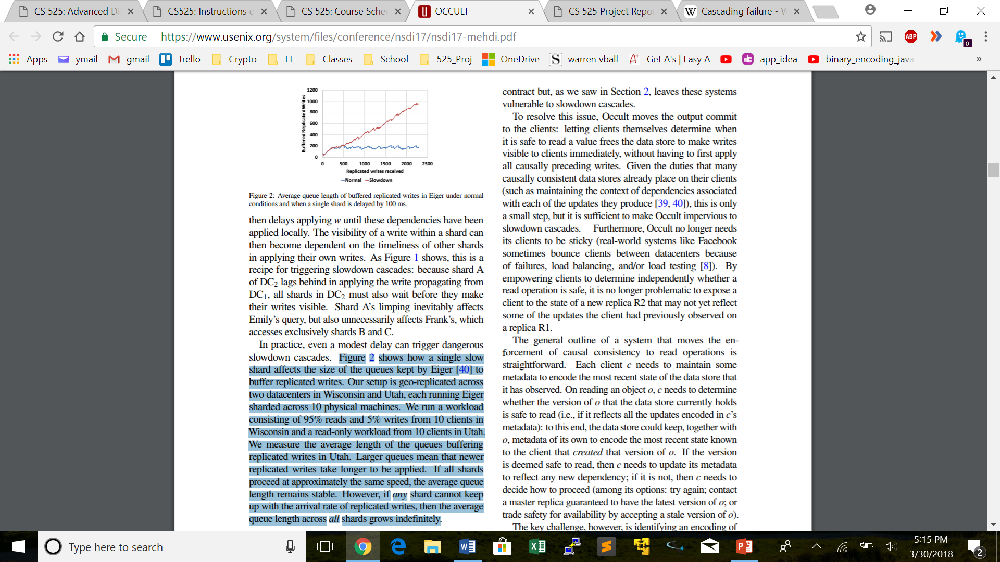 CS 525: Advanced Di
CS525: Instructions o
CS 525: Course Sche
OCCULT
CS 525 Project Repo
Cascading failure - W
Secure
https://www.usenix.org/system/files/conference/nsdi17/nsdi17-mehdi.pdf
ABP
0
Apps
ymail
gmail
Trello
Crypto
FF
Classes
School
525_Proj
OneDrive
warren vball
Get A's | Easy A
app_idea
binary_encoding_java
»
1200
1000
800
600
400
200
0
Buffered Replicated Writes
0 500 1000 1500 2000 2500
Replicated writes received
Normal Slowdown
Figure 2: Average queue length of buffered replicated writes in Eiger under normal
conditions and when a single shard is delayed by 100 ms.
then delays applying w until these dependencies have been
applied locally. The visibility of a write within a shard can
then become dependent on the timeliness of other shards
in applying their own writes. As Figure 1 shows, this is a
recipe for triggering slowdown cascades: because shard A
of DC2 lags behind in applying the write propagating from
DC1, all shards in DC2 must also wait before they make
their writes visible. Shard A's limping inevitably affects
Emily's query, but also unnecessarily affects Frank's, which
accesses exclusively shards B and C.
In practice, even a modest delay can trigger dangerous
slowdown cascades. Figure 2 shows how a single slow
shard affects the size of the queues kept by Eiger [40] to
buffer replicated writes. Our setup is geo-replicated across
two datacenters in Wisconsin and Utah, each running Eiger
sharded across 10 physical machines. We run a workload
consisting of 95% reads and 5% writes from 10 clients in
Wisconsin and a read-only workload from 10 clients in Utah.
We measure the average length of the queues buffering
replicated writes in Utah. Larger queues mean that newer
replicated writes take longer to be applied. If all shards
proceed at approximately the same speed, the average queue
length remains stable. However, if any shard cannot keep
up with the arrival rate of replicated writes, then the average
queue length across all shards grows indefinitely.
contract but, as we saw in Section 2, leaves these systems
vulnerable to slowdown cascades.
To resolve this issue, Occult moves the output commit
to the clients: letting clients themselves determine when
it is safe to read a value frees the data store to make writes
visible to clients immediately, without having to first apply
all causally preceding writes. Given the duties that many
causally consistent data stores already place on their clients
(such as maintaining the context of dependencies associated
with each of the updates they produce [39, 40]), this is only
a small step, but it is sufficient to make Occult impervious to
slowdown cascades. Furthermore, Occult no longer needs
its clients to be sticky (real-world systems like Facebook
sometimes bounce clients between datacenters because
of failures, load balancing, and/or load testing [8]). By
empowering clients to determine independently whether a
read operation is safe, it is no longer problematic to expose a
client to the state of a new replica R2 that may not yet reflect
some of the updates the client had previously observed on
a replica R1.
The general outline of a system that moves the en-
forcement of causal consistency to read operations is
straightforward. Each client c needs to maintain some
metadata to encode the most recent state of the data store that
it has observed. On reading an object o, c needs to determine
whether the version of o that the data store currently holds
is safe to read (i.e., if it reflects all the updates encoded in c's
metadata): to this end, the data store could keep, together with
o, metadata of its own to encode the most recent state known
to the client that created that version of o. If the version
is deemed safe to read, then c needs to update its metadata
to reflect any new dependency; if it is not, then c needs to
decide how to proceed (among its options: try again; contact
a master replica guaranteed to have the latest version of o; or
trade safety for availability by accepting a stale version of o).
The key challenge, however, is identifying an encoding of
Type here to search
5:15 PM
3/30/2018
2